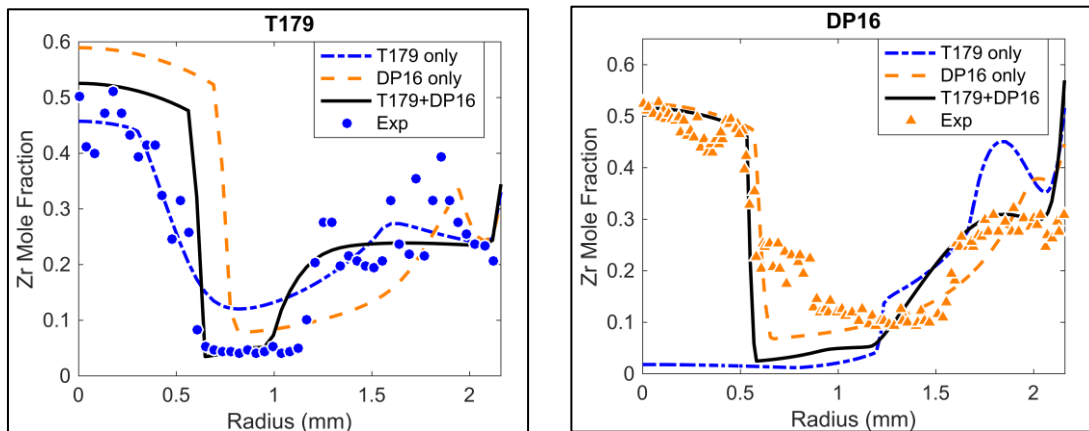 T179
Zr Mole Fraction
0.6
0.5
0.4
0.3
0.2
0.1
0
0
0.5
1
1.5
2
Radius (mm)
T179 only
DP16 only
T179+DP16
Exp
DP16
Zr Mole Fraction
0.6
0.5
0.4
0.3
0.2
0.1
0
0
0.5
1
1.5
2
Radius (mm)
T179 only
DP16 only
T179+DP16
Exp